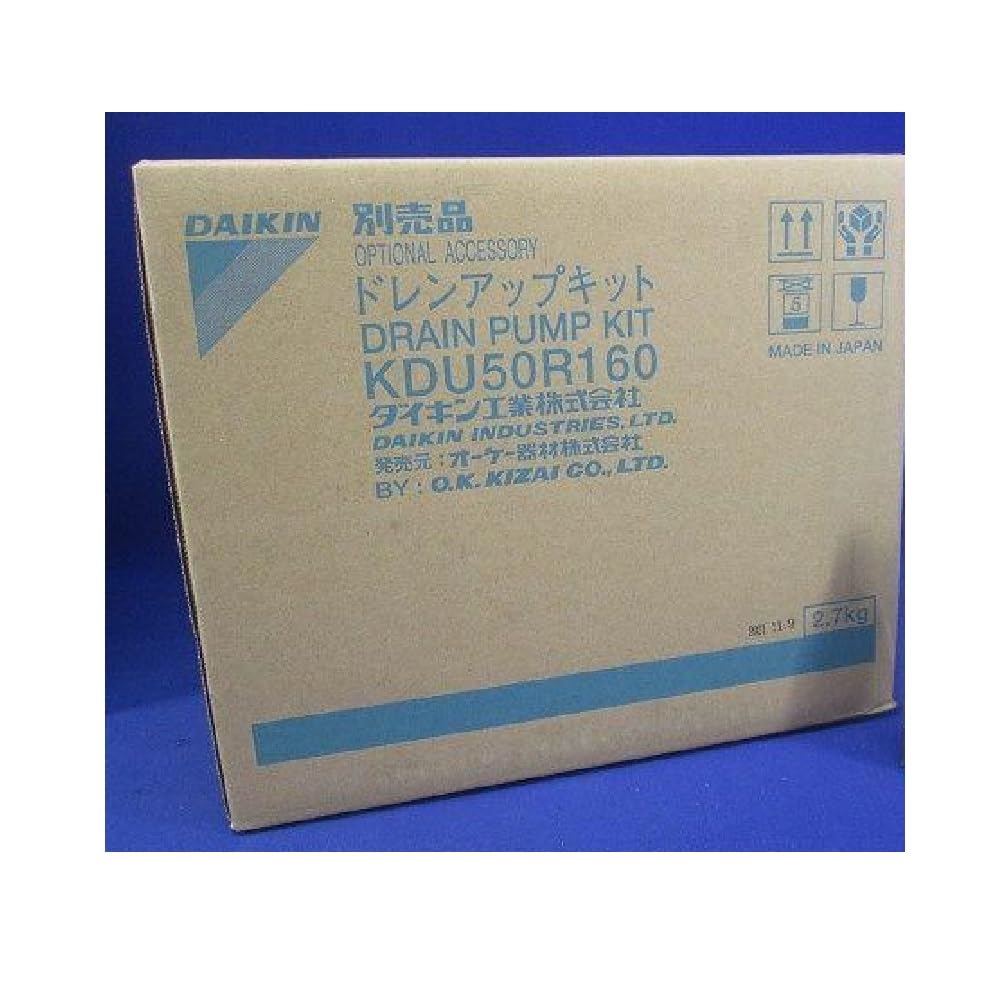 DAIKIN
別売品
OPTIONAL ACCESSORY
ドレンアップキット
DRAIN PUMP KIT
KDU50R160
ダイキン工業株式会社
DAIKIN INDUSTRIES, LTD.
発売元：オーケー器材株式会社
BY : O.K. KIZAI CO., LTD.
5
MADE IN JAPAN
2.7kg